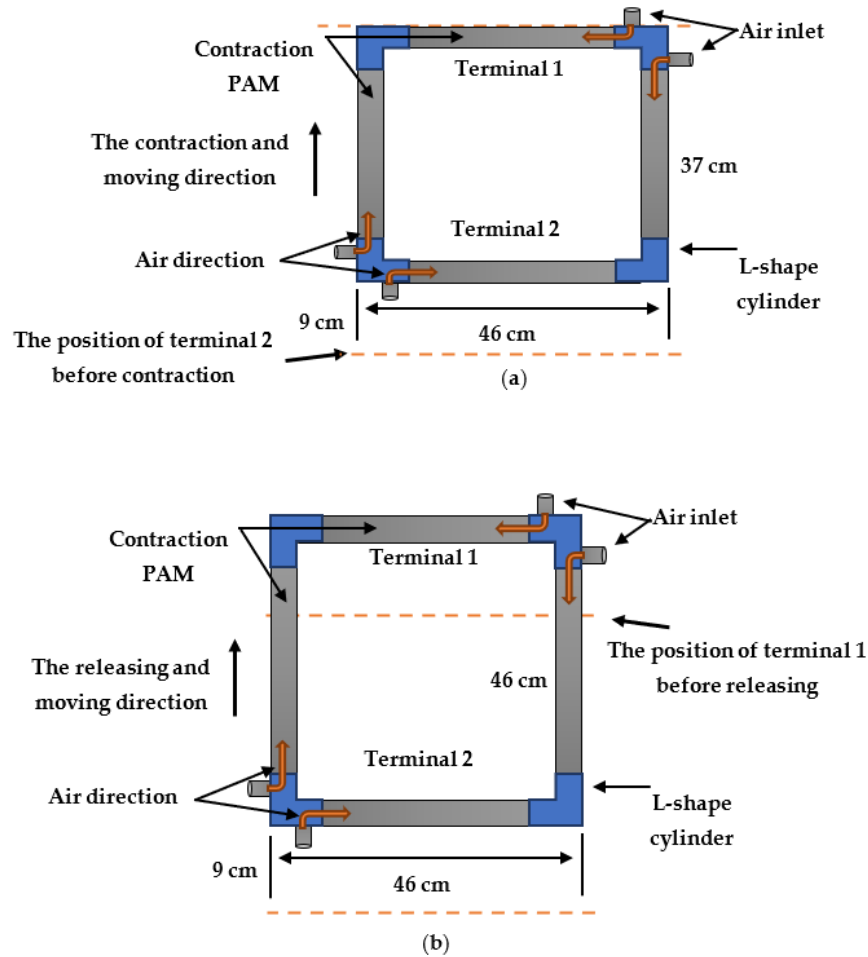 Air inlet
Contraction
PAM
Terminal 1
The contraction and
moving direction
37 cm
Terminal 2
Air direction
L-shape
cylinder
9 cm
46 cm
The position of terminal 2
before contraction
(a)
Air inlet
Contraction
PAM
Terminal 1
The position of terminal 1
before releasing
The releasing and
moving direction
46 cm
Terminal 2
Air direction
L-shape
cylinder
9 cm
46 cm
(b)